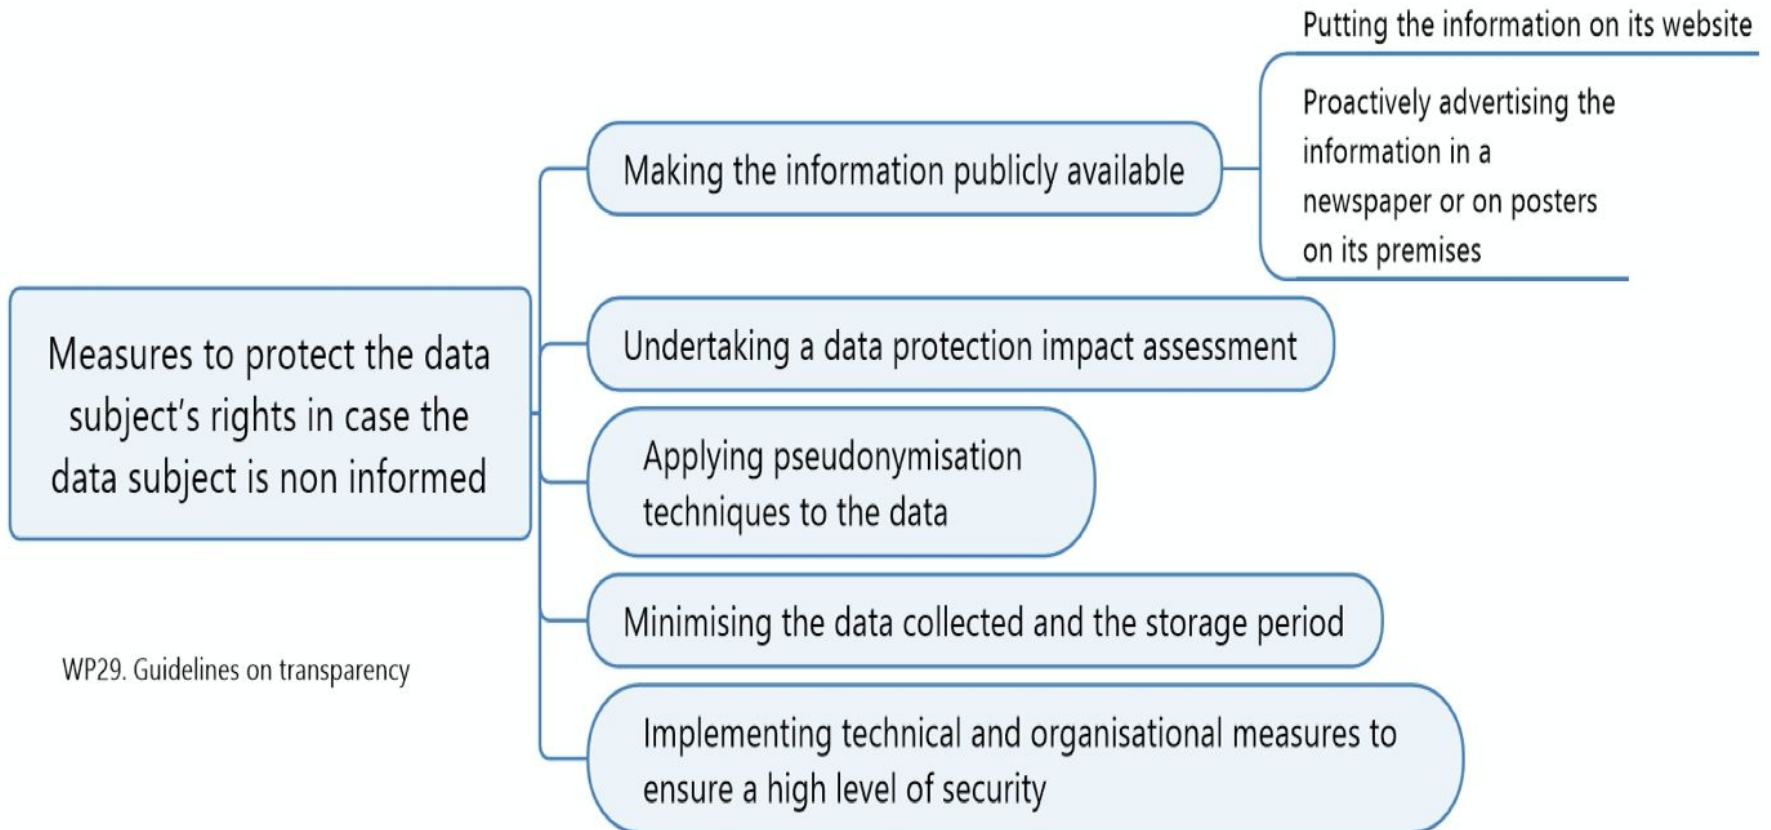 Putting the information on its website
Proactively advertising the
information in a
newspaper or on posters
on its premises
Making the information publicly available
Undertaking a data protection impact assessment
Measures to protect the data
subject's rights in case the
data subject is non informed
Applying pseudonymisation
techniques to the data
Minimising the data collected and the storage period
WP29. Guidelines on transparency
Implementing technical and organisational measures to
ensure a high level of security